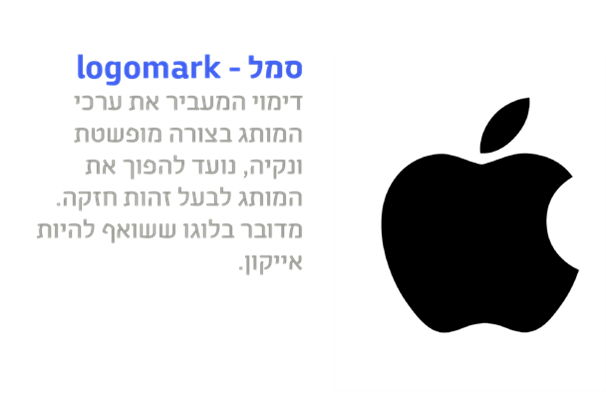 סמל - logomark
דימוי המעביר את ערכי
המותג בצורה מופשטת
ונקיה, נועד להפוך את
המותג לבעל זהות חזקה.
מדובר בלוגו ששואף להיות
אייקון.